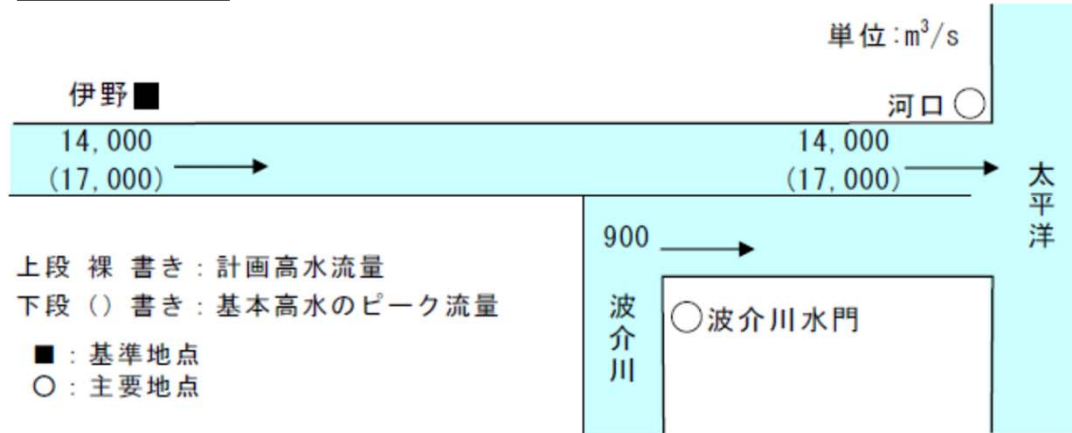 単位:m³/s
伊野■
河口○
14,000
(17,000)
14,000
(17,000)
太平洋
900
上段 裸 書き:計画高水流量
下段 () 書き:基本高水のピーク流量
波介川
○波介川水門
■:基準地点
○:主要地点